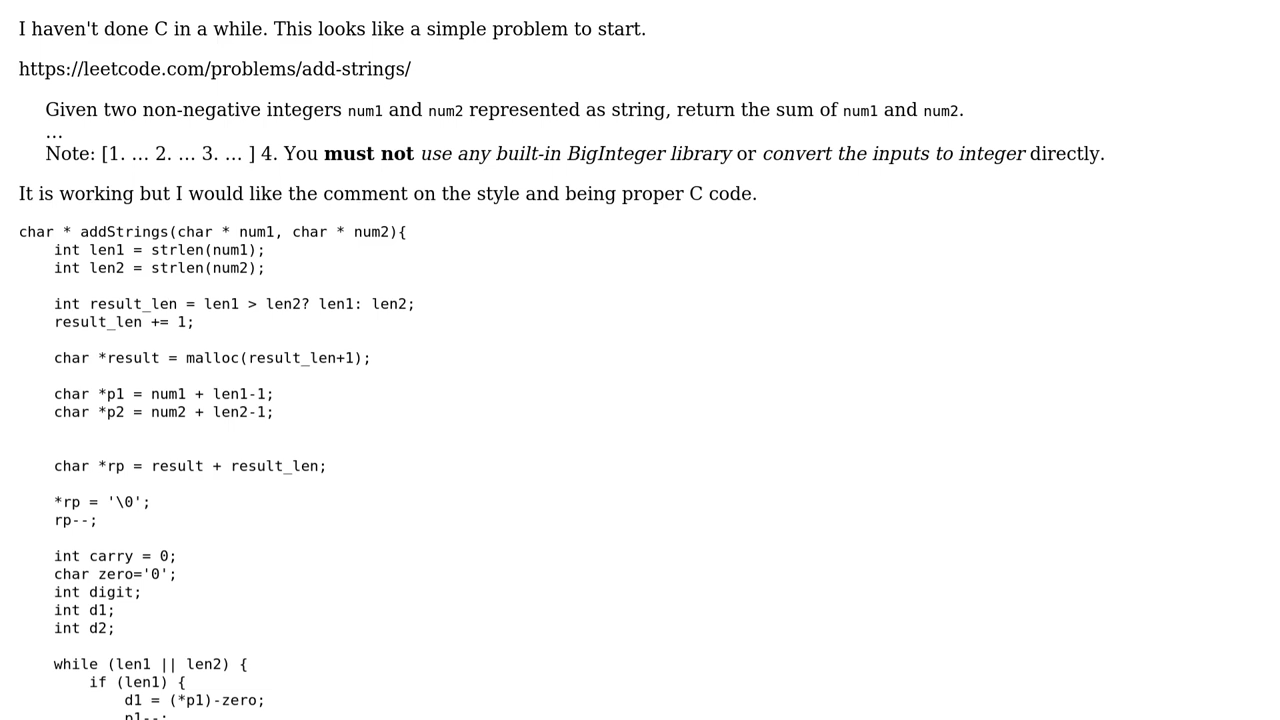 I haven't done C in a while. This looks like a simple problem to start.
https://leetcode.com/problems/add-strings/
Given two non-negative integers num1 and num2 represented as string, return the sum of num1 and num2.
...
Note: [1. ... 2. ... 3. ... ] 4. You must not use any built-in BigInteger library or convert the inputs to integer directly.
It is working but I would like the comment on the style and being proper C code.
char * addStrings(char * num1, char * num2){
    int len1 = strlen(num1);
    int len2 = strlen(num2);
    int result_len = len1 > len2? len1: len2;
    result_len += 1;
    char *result = malloc(result_len+1);
    char *p1 = num1 + len1-1;
    char *p2 = num2 + len2-1;
    char *rp = result + result_len;
    *rp = '\0';
    rp--;
    int carry = 0;
    char zero='0';
    int digit;
    int d1;
    int d2;
    while (len1 || len2) {
        if (len1) {
            d1 = (*p1)-zero;
            p1--;